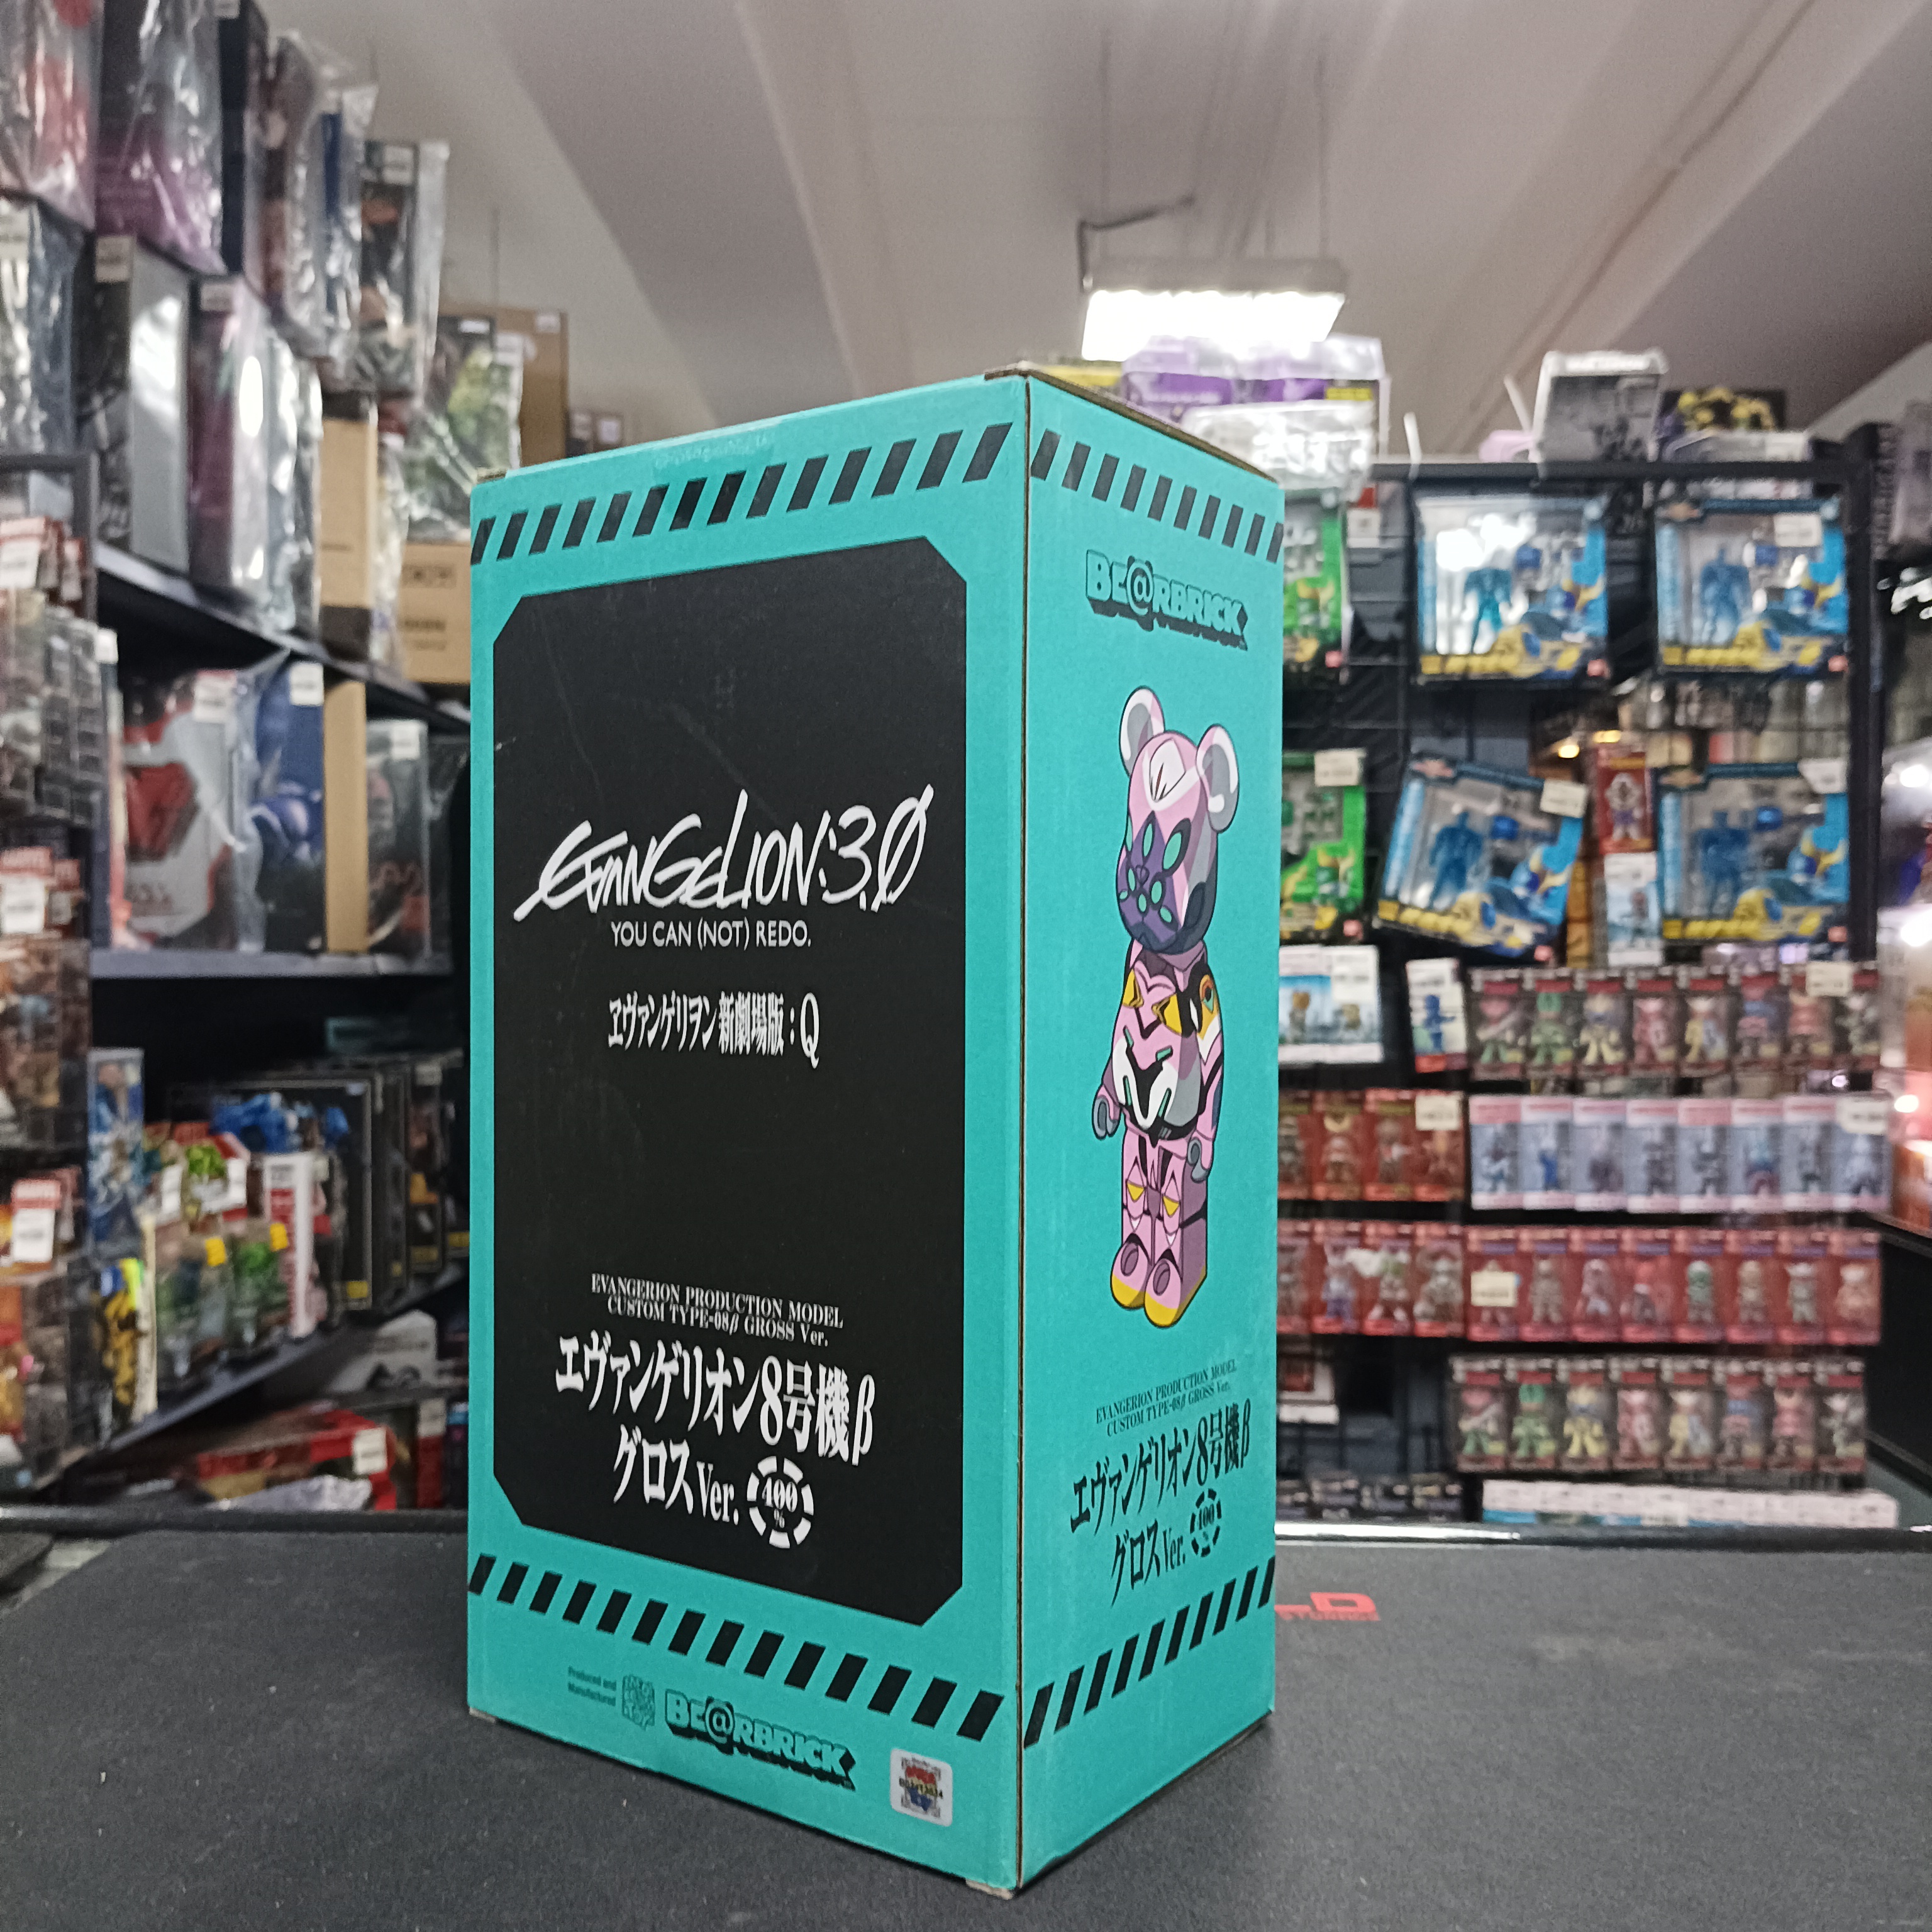 EVANGELION:3.0
YOU CAN (NOT) REDO.
ヱヴァンゲリヲン新劇場版:Q
EVANGERION PRODUCTION MODEL
CUSTOM TYPE-08β GROSS Ver.
エヴァンゲリオン8号機β
グロスVer. 400%
Produced and
Manufactured
BE@RBRICK
BE@RBRICK
EVANGERION PRODUCTION MODEL
CUSTOM TYPE-08β GROSS Ver.
エヴァンゲリオン8号機β
グロスVer. 400%